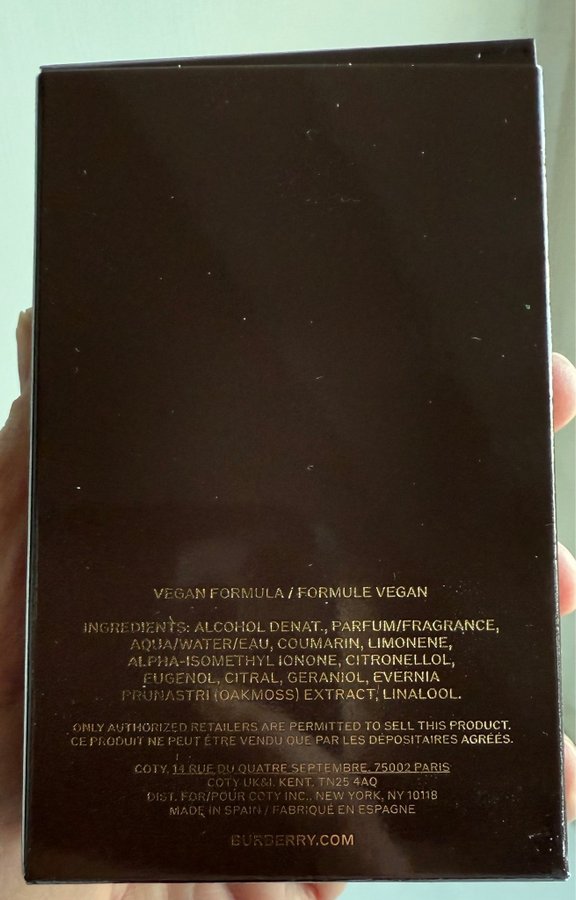 VEGAN FORMULA / FORMULE VEGAN
INGREDIENTS: ALCOHOL DENAT., PARFUM/FRAGRANCE,
AQUA/WATER/EAU, COUMARIN, LIMONENE,
ALPHA-ISOMETHYL IONONE, CITRONELLOL,
EUGENOL, CITRAL, GERANIOL, EVERNIA
PRUNASTRI (OAKMOSS) EXTRACT, LINALOOL.
ONLY AUTHORIZED RETAILERS ARE PERMITTED TO SELL THIS PRODUCT.
CE PRODUIT NE PEUT ÊTRE VENDU QUE PAR LES DÉPOSITAIRES AGRÉÉS.
COTY, 14 RUE DU QUATRE SEPTEMBRE, 75002 PARIS
COTY UK&I, KENT, TN25 4AQ
DIST. FOR/POUR COTY INC., NEW YORK, NY 10118
MADE IN SPAIN / FABRIQUÉ EN ESPAGNE
BURBERRY.COM